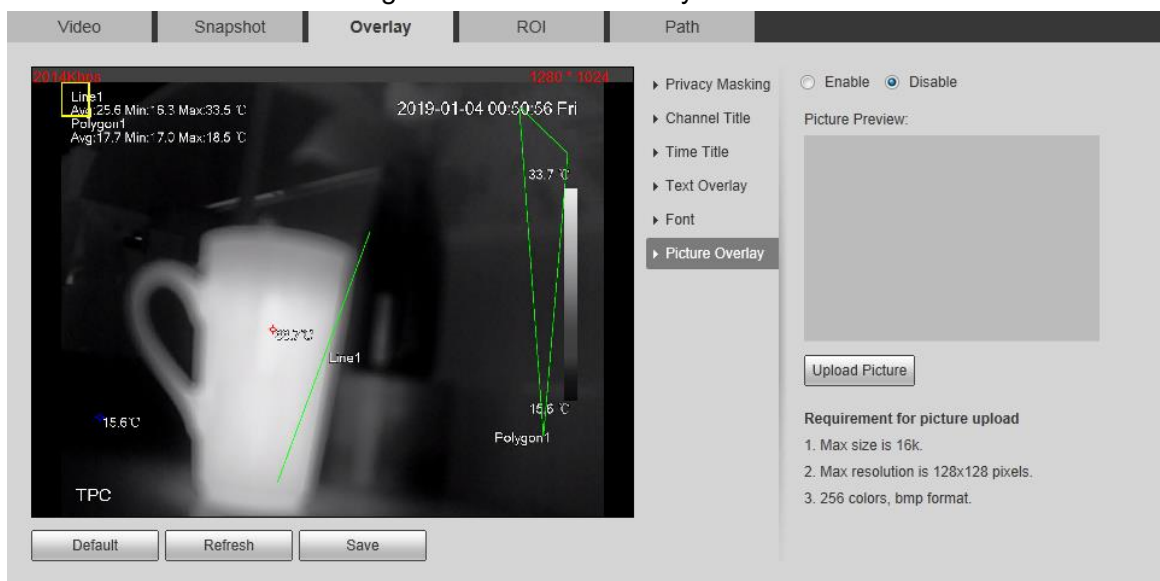 Video Snapshot Overlay ROI Path
2014Kbps 1280 * 1024
Line1
Avg:25.6 Min:16.3 Max:33.5 ℃
Polygon1
Avg:17.7 Min:17.0 Max:18.5 ℃
2019-01-04 00:50:56 Fri
33.7 ℃
Line1
15.6℃
15.6 ℃
Polygon1
TPC
Default Refresh Save
Privacy Masking
Channel Title
Time Title
Text Overlay
Font
Picture Overlay
Enable Disable
Picture Preview:
Upload Picture
Requirement for picture upload
1. Max size is 16k.
2. Max resolution is 128x128 pixels.
3. 256 colors, bmp format.